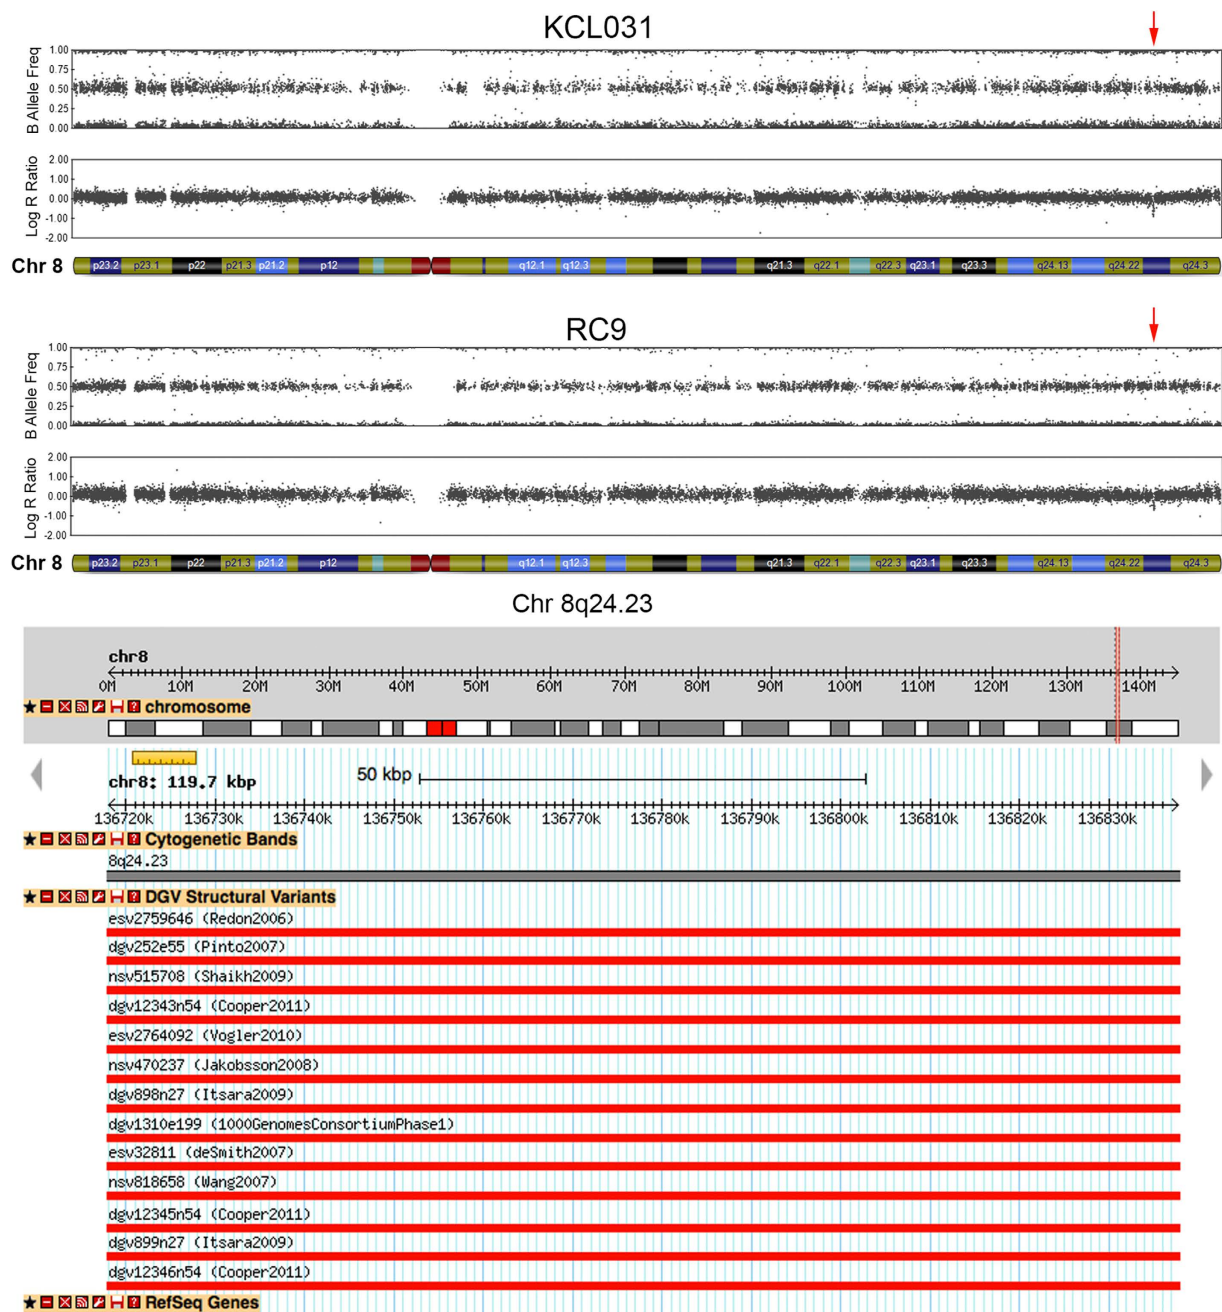 KCL031
B Allele Freq
1.00
0.75
0.50
0.25
0.00
Log R Ratio
2.00
1.00
0.00
-1.00
-2.00
Chr 8 p23.2 p23.1 p22 p21.3 p21.2 p12 q12.1 q12.3 q21.3 q22.1 q22.3 q23.1 q23.3 q24.13 q24.22 q24.3
RC9
B Allele Freq
1.00
0.75
0.50
0.25
0.00
Log R Ratio
2.00
1.00
0.00
-1.00
-2.00
Chr 8 p23.2 p23.1 p22 p21.3 p21.2 p12 q12.1 q12.3 q21.3 q22.1 q22.3 q23.1 q23.3 q24.13 q24.22 q24.3
Chr 8q24.23
chr8
0M 10M 20M 30M 40M 50M 60M 70M 80M 90M 100M 110M 120M 130M 140M
? chromosome
chr8: 119.7 kbp 50 kbp
136720k 136730k 136740k 136750k 136760k 136770k 136780k 136790k 136800k 136810k 136820k 136830k
? Cytogenetic Bands
8q24.23
? DGV Structural Variants
esv2759646 (Redon2006)
dgv252e55 (Pinto2007)
nsv515708 (Shaikh2009)
dgv12343n54 (Cooper2011)
esv2764092 (Vogler2010)
nsv470237 (Jakobsson2008)
dgv898n27 (Itsara2009)
dgv1310e199 (1000GenomesConsortiumPhase1)
esv32811 (deSmith2007)
nsv818658 (Wang2007)
dgv12345n54 (Cooper2011)
dgv899n27 (Itsara2009)
dgv12346n54 (Cooper2011)
? RefSeq Genes